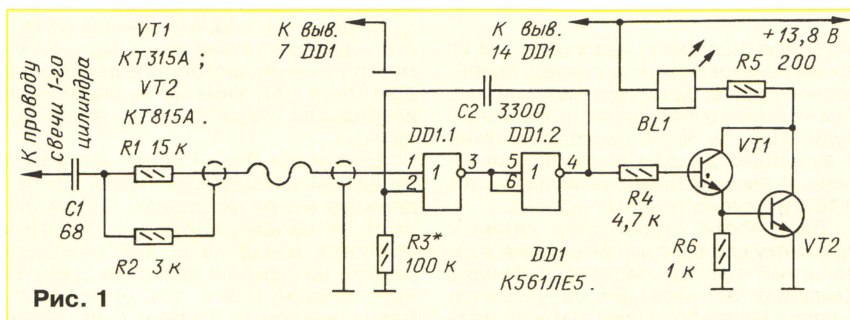 VT1
КТ315А ;
VT2
КТ815А .
К выв.
7 DD1
К выв.
14 DD1
+13,8 В
R5
200
BL1
C2
3300
К проводу
свечи 1-го
цилиндра
R1 15 к
C1
68
R2 3 к
DD1.1
1
2
1
3
DD1.2
5
6
1
4
R3*
100 к
DD1
К561ЛЕ5 .
R4
4,7 к
VT1
R6
1 к
VT2
Рис. 1